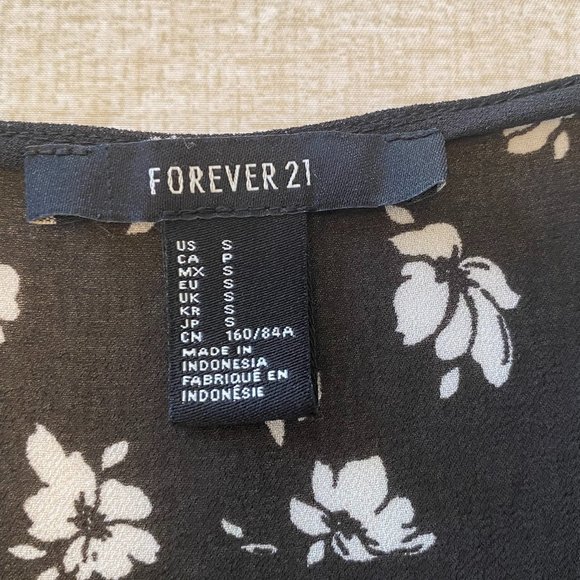 FOREVER 21
US S
CA P
MX S
EU S
UK S
KR S
JP S
CN 160/84A
MADE IN
INDONESIA
FABRIQUÉ EN
INDONÉSIE